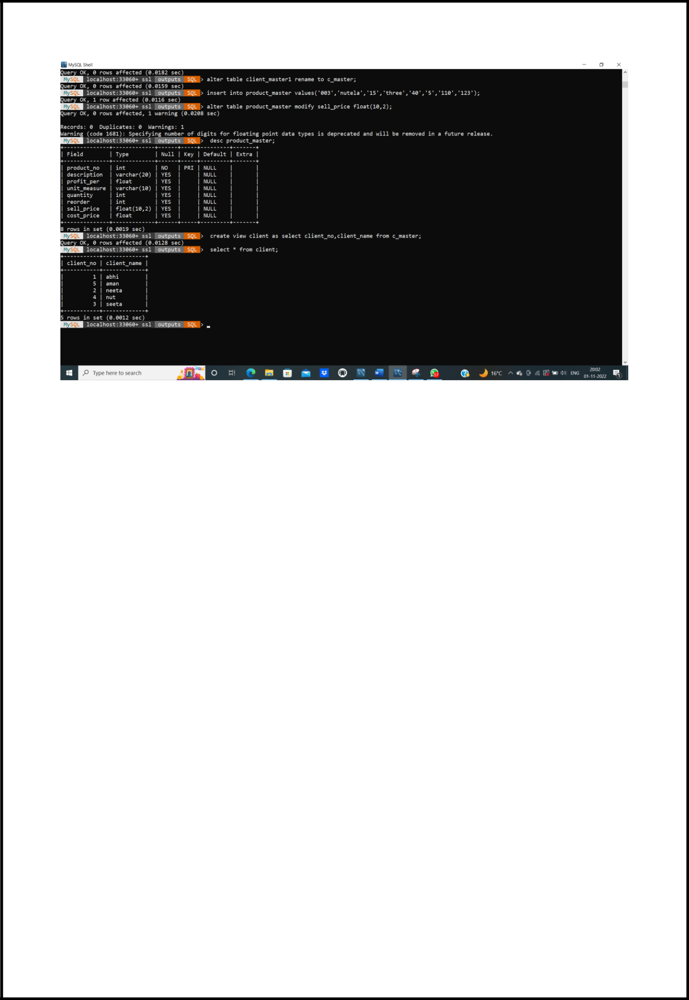 MySQL Shell
Query OK, 0 rows affected (0.0182 sec)
MySQL localhost:33060+ ssl outputs SQL > alter table client_master1 rename to c_master;
Query OK, 0 rows affected (0.0159 sec)
MySQL localhost:33060+ ssl outputs SQL > insert into product_master values('003','nutela','15','three','40','5','110','123');
Query OK, 1 row affected (0.0116 sec)
MySQL localhost:33060+ ssl outputs SQL > alter table product_master modify sell_price float(10,2);
Query OK, 0 rows affected, 1 warning (0.0208 sec)
Records: 0 Duplicates: 0 Warnings: 1
Warning (code 1681): Specifying number of digits for floating point data types is deprecated and will be removed in a future release.
MySQL localhost:33060+ ssl outputs SQL > desc product_master;
+--------------+-------------+------+-----+---------+-------+
| Field | Type | Null | Key | Default | Extra |
+--------------+-------------+------+-----+---------+-------+
| product_no | int | NO | PRI | NULL | |
| description | varchar(20) | YES | | NULL | |
| profit_per | float | YES | | NULL | |
| unit_measure | varchar(10) | YES | | NULL | |
| quantity | int | YES | | NULL | |
| reorder | int | YES | | NULL | |
| sell_price | float(10,2) | YES | | NULL | |
| cost_price | float | YES | | NULL | |
+--------------+-------------+------+-----+---------+-------+
8 rows in set (0.0019 sec)
MySQL localhost:33060+ ssl outputs SQL > create view client as select client_no,client_name from c_master;
Query OK, 0 rows affected (0.0128 sec)
MySQL localhost:33060+ ssl outputs SQL > select * from client;
+-----------+-------------+
| client_no | client_name |
+-----------+-------------+
| 1 | abhi |
| 5 | aman |
| 2 | neeta |
| 4 | nut |
| 3 | seeta |
+-----------+-------------+
5 rows in set (0.0012 sec)
MySQL localhost:33060+ ssl outputs SQL > _
Type here to search 57 16°C ENG 20:02
01-11-2022 1